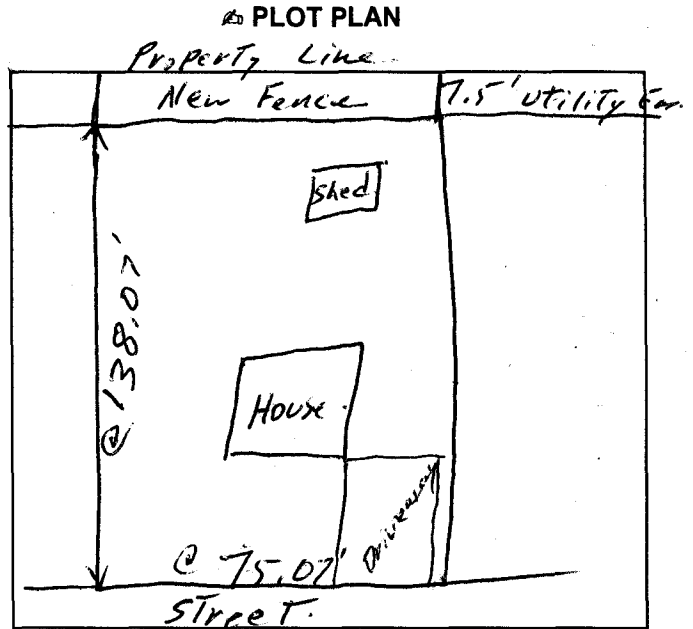 PLOT PLAN
Property Line
New Fence
7.5' Utility Ea.
Shed
@ 138.07'
House
Driveway
@ 75.07'
Street.